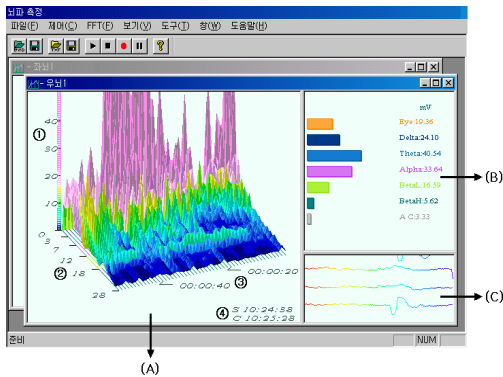 뇌파 측정
파일(F) 제어(C) FFT(F) 보기(V) 도구(T) 창(W) 도움말(H)
- 좌뇌1
- 우뇌1
①
40
30
20
10
0
3
7
12
18
28
②
③
00:00:20
00:00:40
④
S 10:24:38
C 10:25:28
mV
Eye:19.36
Delta:24.10
Theta:40.54
Alpha:33.64
BetaL:16.59
BetaH:5.62
A.C:3.33
(B)
(C)
준비
NUM
(A)